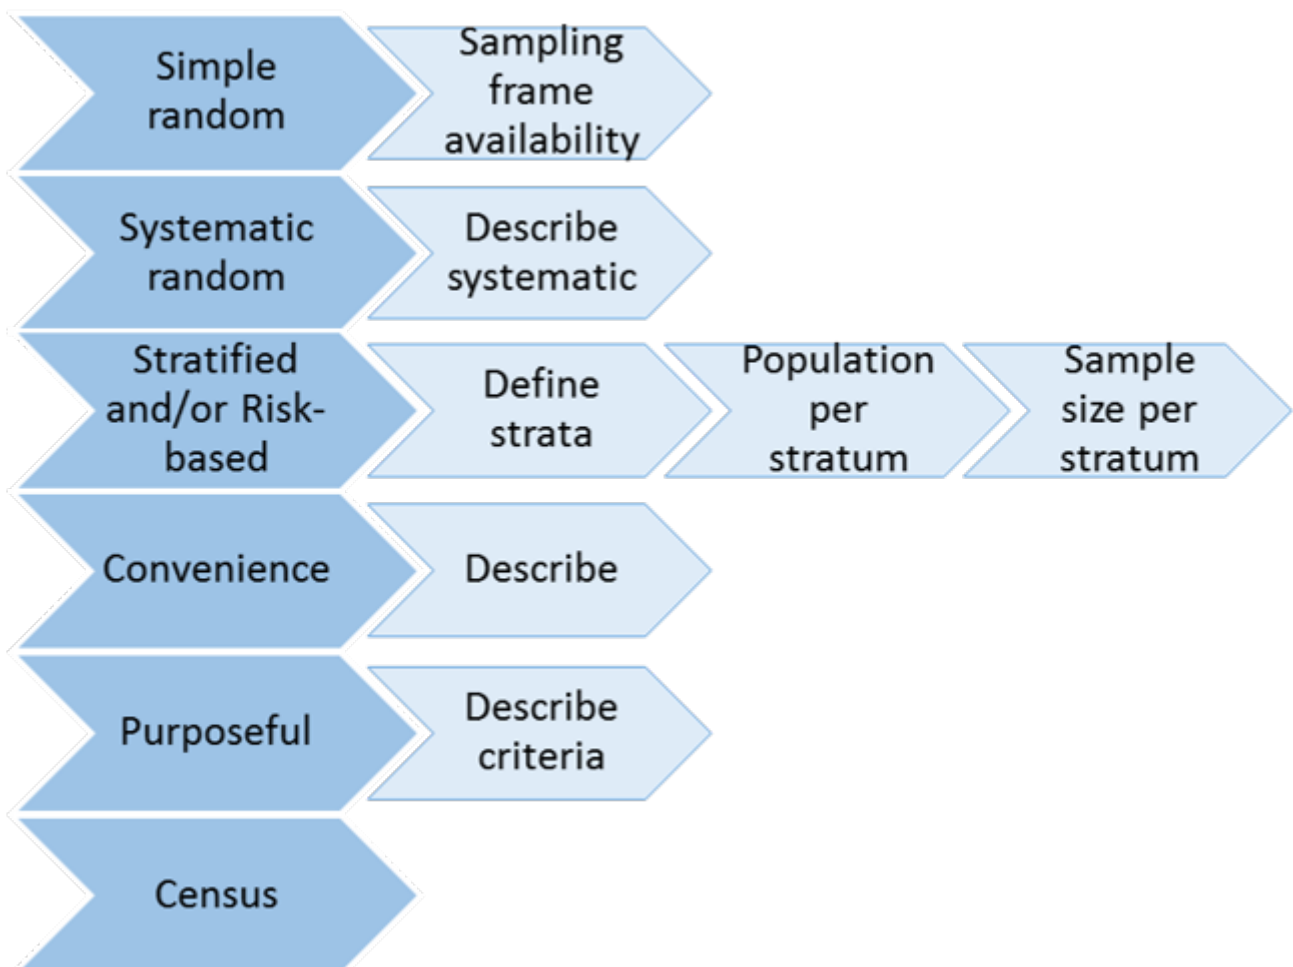 Simple
random
Sampling
frame
availability
Systematic
random
Describe
systematic
Stratified
and/or Risk-
based
Define
strata
Population
per
stratum
Sample
size per
stratum
Convenience
Describe
Purposeful
Describe
criteria
Census